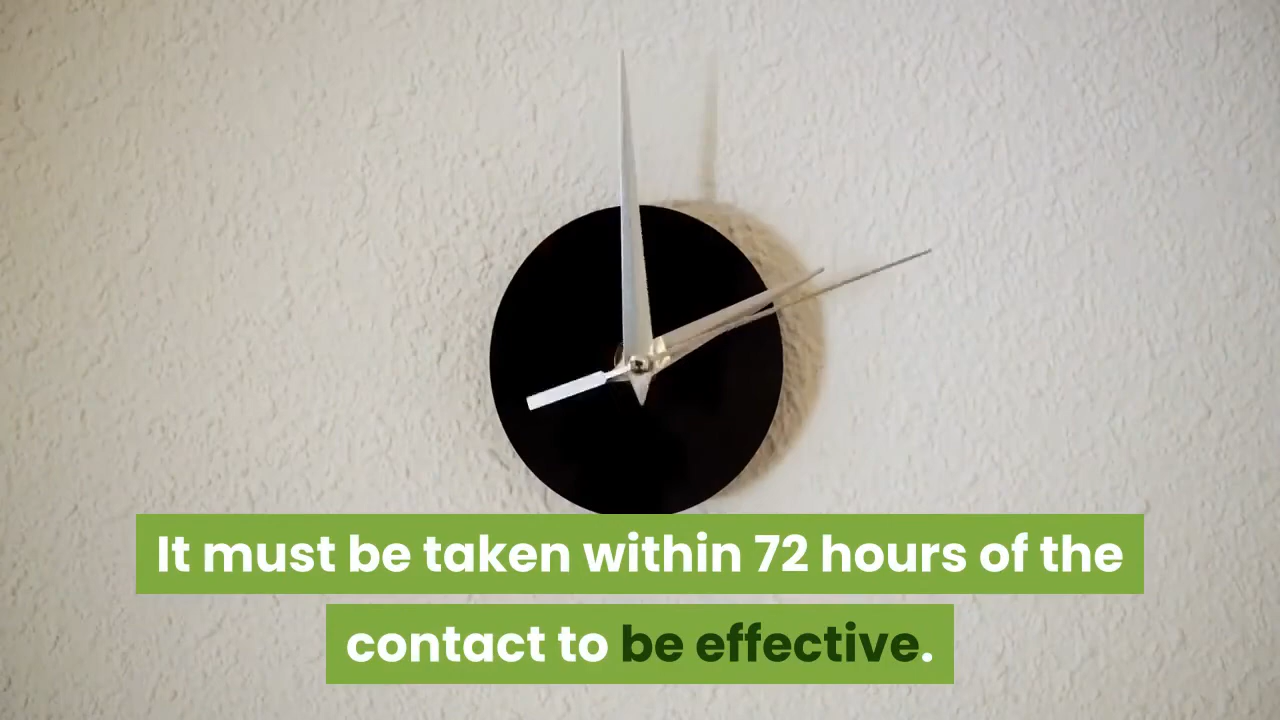 It must be taken within 72 hours of the
contact to be effective.